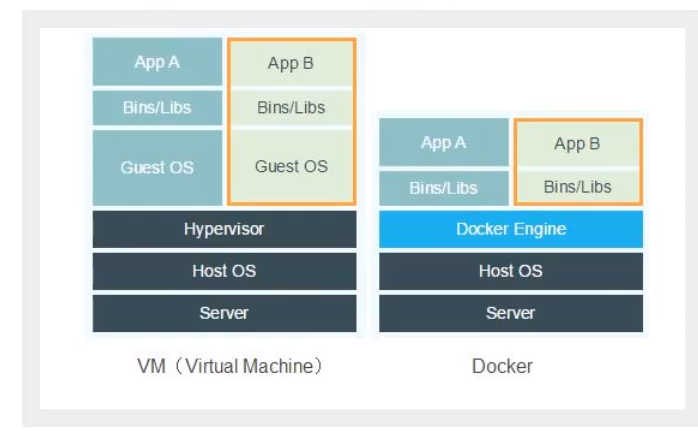 App A
App B
Bins/Libs
Bins/Libs
Guest OS
Guest OS
Hypervisor
Host OS
Server
VM（Virtual Machine）
App A
App B
Bins/Libs
Bins/Libs
Docker Engine
Host OS
Server
Docker